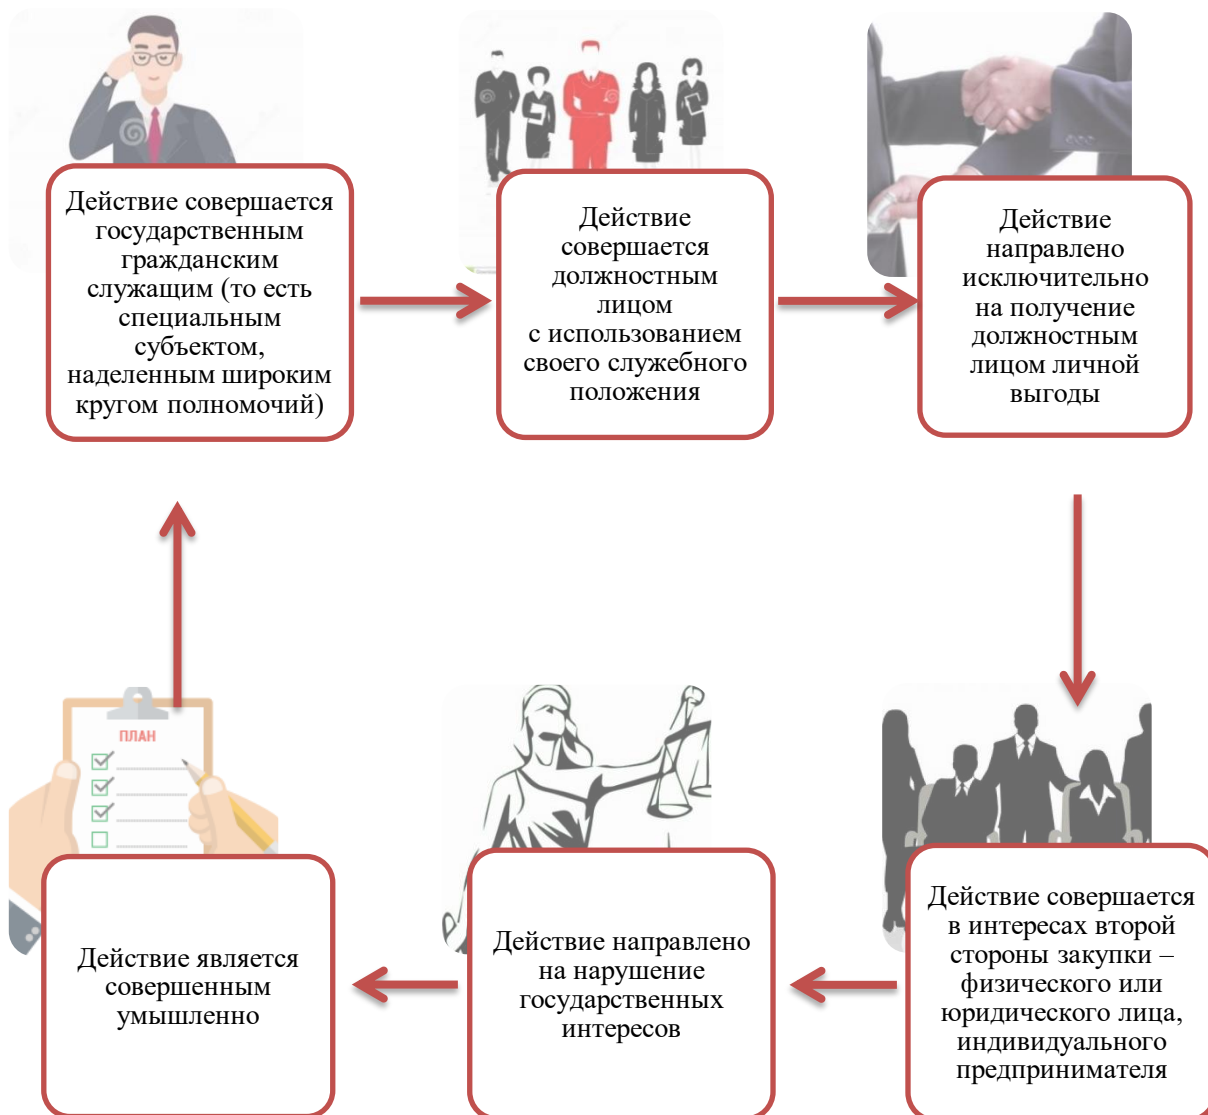 Действие совершается
государственным
гражданским
служащим (то есть
специальным
субъектом,
наделенным широким
кругом полномочий)
Действие
совершается
должностным
лицом
с использованием
своего служебного
положения
Действие
направлено
исключительно
на получение
должностным
лицом личной
выгоды
Действие совершается
в интересах второй
стороны закупки –
физического или
юридического лица,
индивидуального
предпринимателя
Действие направлено
на нарушение
государственных
интересов
ПЛАН
Действие является
совершенным
умышленно